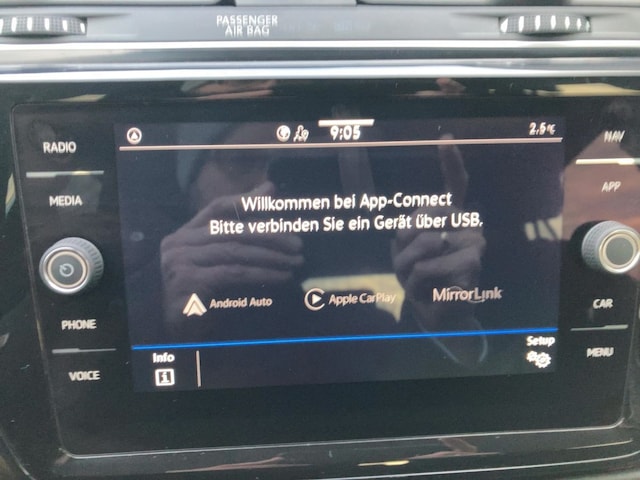 PASSENGER
AIR BAG
RADIO
MEDIA
PHONE
VOICE
9:05
2.5°C
Willkommen bei App-Connect
Bitte verbinden Sie ein Gerät über USB.
Android Auto
Apple CarPlay
MirrorLink
Info
Setup
NAV
APP
CAR
MENU